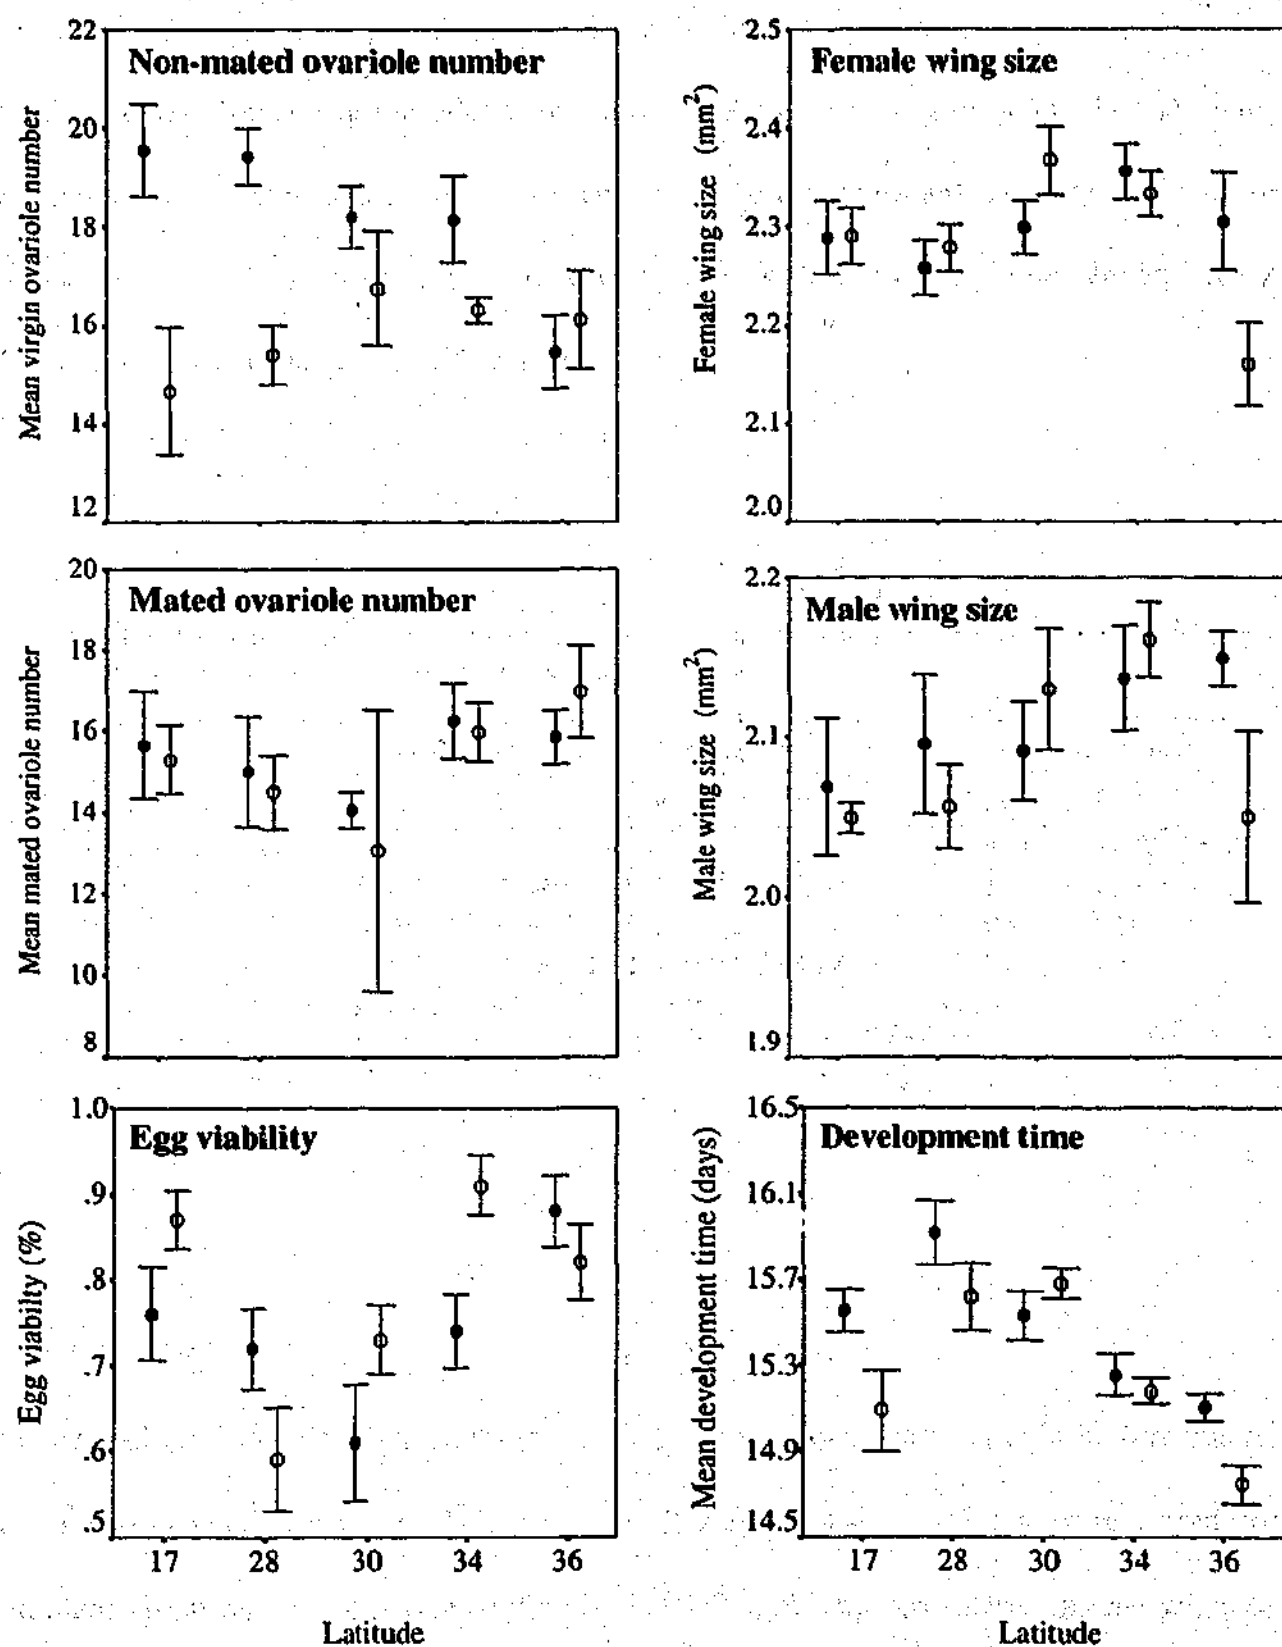 Non-mated ovariole number
Mean virgin ovariole number
22
20
18
16
14
12
Female wing size
Female wing size (mm²)
2.5
2.4
2.3
2.2
2.1
2.0
Mated ovariole number
Mean mated ovariole number
20
18
16
14
12
10
8
Male wing size
Male wing size (mm²)
2.2
2.1
2.0
1.9
Egg viability
Egg viabilty (%)
1.0
.9
.8
.7
.6
.5
17 28 30 34 36
Latitude
Development time
Mean development time (days)
16.5
16.1
15.7
15.3
14.9
14.5
17 28 30 34 36
Latitude